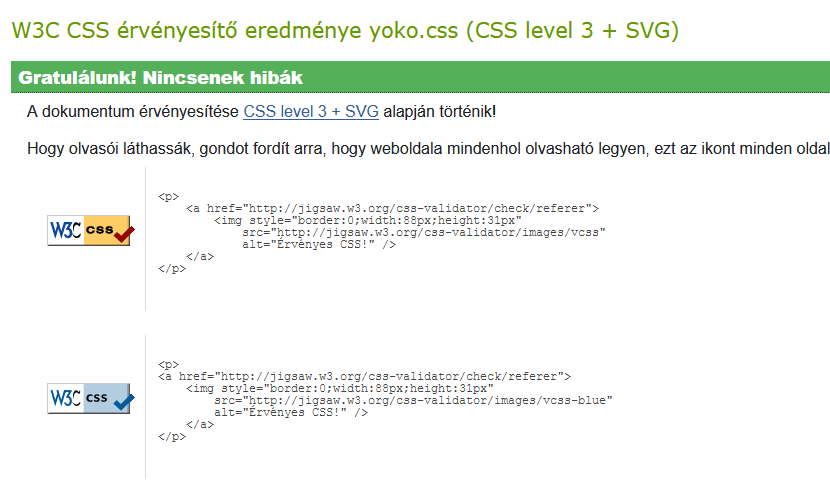 W3C CSS érvényesítő eredménye yoko.css (CSS level 3 + SVG)
Gratulálunk! Nincsenek hibák
A dokumentum érvényesítése CSS level 3 + SVG alapján történik!
Hogy olvasói láthassák, gondot fordít arra, hogy weboldala mindenhol olvasható legyen, ezt az ikont minden oldal
<p>
<a href="http://jigsaw.w3.org/css-validator/check/referer">
<img style="border:0;width:88px;height:31px"
W3C css
src="http://jigsaw.w3.org/css-validator/images/vcss"
alt="Érvényes CSS!" />
</a>
</p>
<p>
<a href="http://jigsaw.w3.org/css-validator/check/referer">
<img style="border:0;width:88px;height:31px"
W3C css
src="http://jigsaw.w3.org/css-validator/images/vcss-blue"
alt="Érvényes CSS!" />
</a>
</p>